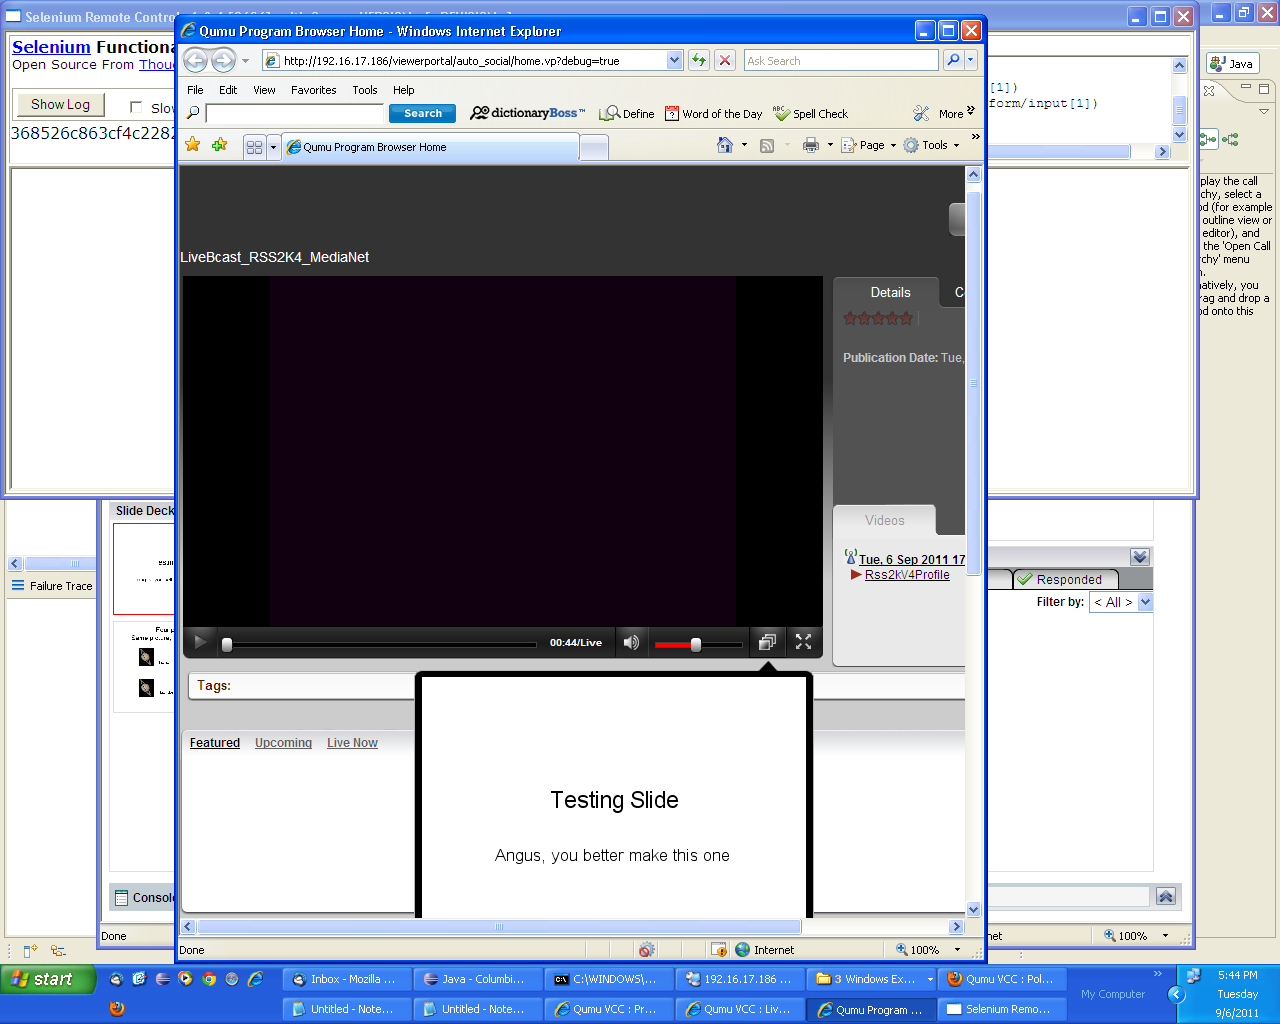 Selenium Remote Control
Qumu Program Browser Home - Windows Internet Explorer
Selenium Functiona
Open Source From Thou
Show Log
Slo
368526c863cf4c2282
http://192.16.17.186/viewerportal/auto_social/home.vp?debug=true
Ask Search
File Edit View Favorites Tools Help
Search
dictionaryBoss™
Define
Word of the Day
ABC
Spell Check
More
Qumu Program Browser Home
Page
Tools
[1])
form/input[1])
Java
play the call
chy, select a
od (for example
outline view or
editor), and
the 'Open Call
rchy' menu
n.
natively, you
rag and drop a
od onto this
LiveBcast_RSS2K4_MediaNet
Details
C
Publication Date: Tue,
Videos
Tue, 6 Sep 2011 17
Rss2kV4Profile
00:44/Live
Tags:
Featured Upcoming Live Now
Testing Slide
Angus, you better make this one
Slide Deck
Failure Trace
Console
Done
Responded
Filter by:
< All >
Done
Internet
100%
net
100%
start
Inbox - Mozilla ...
Java - Columbi...
C:\WINDOWS\...
192.16.17.186 ...
3 Windows Ex...
Qumu VCC : Pol...
Untitled - Note...
Untitled - Note...
Qumu VCC : Pr...
Qumu VCC : Liv...
Qumu Program ...
Selenium Remo...
My Computer
5:44 PM
Tuesday
9/6/2011